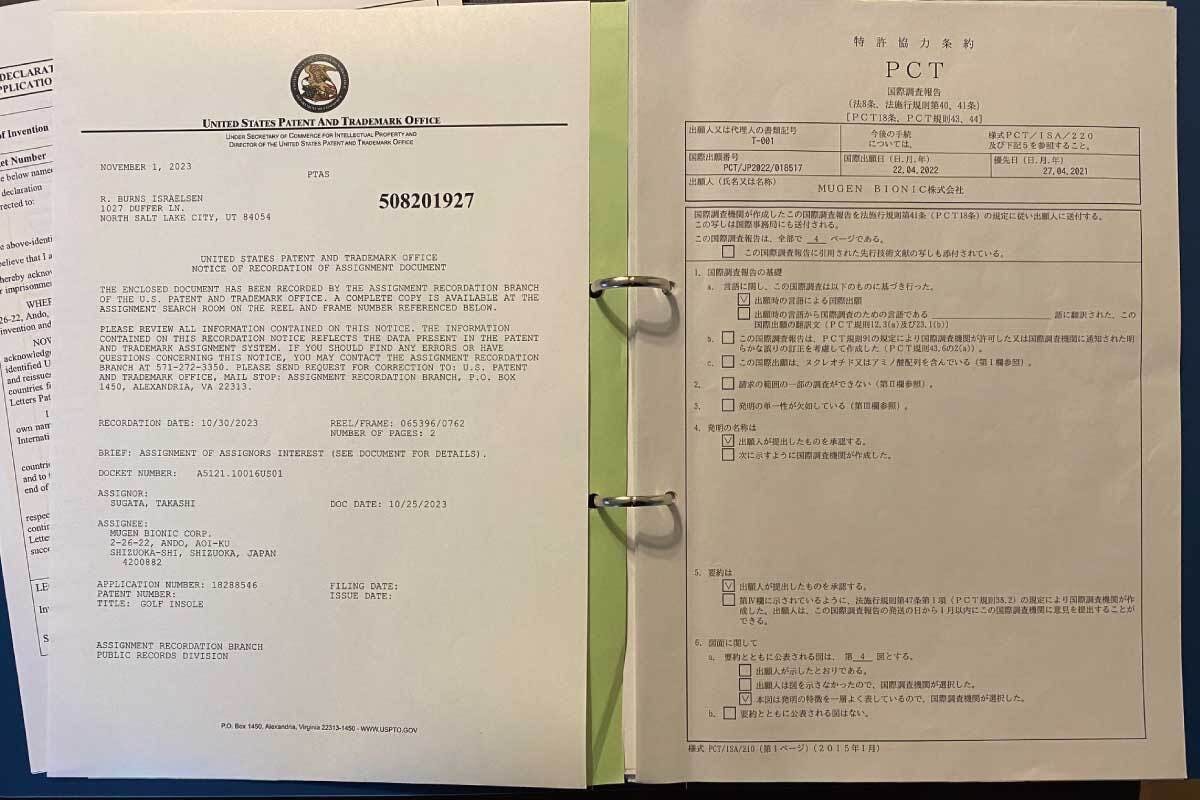 DECLARAT
PPLICATIO
of Invention
et Number
e below name
declaration
rected to:
e above-identi
elieve that I a
hereby acknow
r imprisonme
WHER
26-22, Ando,
invention and
NOV
acknowledg
identified U
and reissue
countries f
Letters Pat
I
own nam
Internati
countri
and to t
end of
respec
contin
Lette
succe
LE
In
S
UNITED STATES PATENT AND TRADEMARK OFFICE
UNDER SECRETARY OF COMMERCE FOR INTELLECTUAL PROPERTY AND
DIRECTOR OF THE UNITED STATES PATENT AND TRADEMARK OFFICE
NOVEMBER 1, 2023
PTAS
R. BURNS ISRAELSEN
1027 DUFFER LN.
NORTH SALT LAKE CITY, UT 84054
508201927
UNITED STATES PATENT AND TRADEMARK OFFICE
NOTICE OF RECORDATION OF ASSIGNMENT DOCUMENT
THE ENCLOSED DOCUMENT HAS BEEN RECORDED BY THE ASSIGNMENT RECORDATION BRANCH
OF THE U.S. PATENT AND TRADEMARK OFFICE. A COMPLETE COPY IS AVAILABLE AT THE
ASSIGNMENT SEARCH ROOM ON THE REEL AND FRAME NUMBER REFERENCED BELOW.
PLEASE REVIEW ALL INFORMATION CONTAINED ON THIS NOTICE. THE INFORMATION
CONTAINED ON THIS RECORDATION NOTICE REFLECTS THE DATA PRESENT IN THE PATENT
AND TRADEMARK ASSIGNMENT SYSTEM. IF YOU SHOULD FIND ANY ERRORS OR HAVE
QUESTIONS CONCERNING THIS NOTICE, YOU MAY CONTACT THE ASSIGNMENT RECORDATION
BRANCH AT 571-272-3350. PLEASE SEND REQUEST FOR CORRECTION TO: U.S. PATENT
AND TRADEMARK OFFICE, MAIL STOP: ASSIGNMENT RECORDATION BRANCH, P.O. BOX
1450, ALEXANDRIA, VA 22313.
RECORDATION DATE: 10/30/2023
REEL/FRAME: 065396/0762
NUMBER OF PAGES: 2
BRIEF: ASSIGNMENT OF ASSIGNORS INTEREST (SEE DOCUMENT FOR DETAILS).
DOCKET NUMBER: A5121.10016US01
ASSIGNOR:
SUGATA, TAKASHI
DOC DATE: 10/25/2023
ASSIGNEE:
MUGEN BIONIC CORP.
2-26-22, ANDO, AOI-KU
SHIZUOKA-SHI, SHIZUOKA, JAPAN
4200882
APPLICATION NUMBER: 18288546
FILING DATE:
PATENT NUMBER:
ISSUE DATE:
TITLE: GOLF INSOLE
ASSIGNMENT RECORDATION BRANCH
PUBLIC RECORDS DIVISION
P.O. Box 1450, Alexandria, Virginia 22313-1450 - WWW.USPTO.GOV
特許協力条約
PCT
国際調査報告
(法8条、法施行規則第40、41条)
[PCT18条、PCT規則43、44]
出願人又は代理人の書類記号 T-001
今後の手続については、
様式PCT/ISA/220及び下記5を参照すること。
国際出願番号 PCT/JP2022/018517
国際出願日(日.月.年) 22.04.2022
優先日(日.月.年) 27.04.2021
出願人(氏名又は名称)
MUGEN BIONIC株式会社
国際調査機関が作成したこの国際調査報告を法施行規則第41条(PCT18条)の規定に従い出願人に送付する。
この写しは国際事務局にも送付される。
この国際調査報告は、全部で 4 ページである。
この国際調査報告に引用された先行技術文献の写しも添付されている。
1. 国際調査報告の基礎
a. 言語に関し、この国際調査は以下のものに基づき行った。
出願時の言語による国際出願
出願時の言語から国際調査のための言語である 語に翻訳された、この
国際出願の翻訳文(PCT規則12.3(a)及び23.1(b))
b. この国際調査報告は、PCT規則91の規定により国際調査機関が許可した又は国際調査機関に通知された明
らかな誤りの訂正を考慮して作成した(PCT規則43.6の2(a))。
c. この国際出願は、ヌクレオチド又はアミノ酸配列を含んでいる(第I欄参照)。
2. 請求の範囲の一部の調査ができない(第II欄参照)。
3. 発明の単一性が欠如している(第III欄参照)。
4. 発明の名称は
出願人が提出したものを承認する。
次に示すように国際調査機関が作成した。
5. 要約は
出願人が提出したものを承認する。
第IV欄に示されているように、法施行規則第47条第1項(PCT規則38.2)の規定により国際調査機関が作
成した。出願人は、この国際調査報告の発送の日から1月以内にこの国際調査機関に意見を提出することが
できる。
6. 図面に関して
a. 要約とともに公表される図は、第 4 図とする。
出願人が示したとおりである。
出願人は図を示さなかったので、国際調査機関が選択した。
本図は発明の特徴を一層よく表しているので、国際調査機関が選択した。
b. 要約とともに公表される図はない。
様式 PCT/ISA/210(第1ページ)(2015年1月)